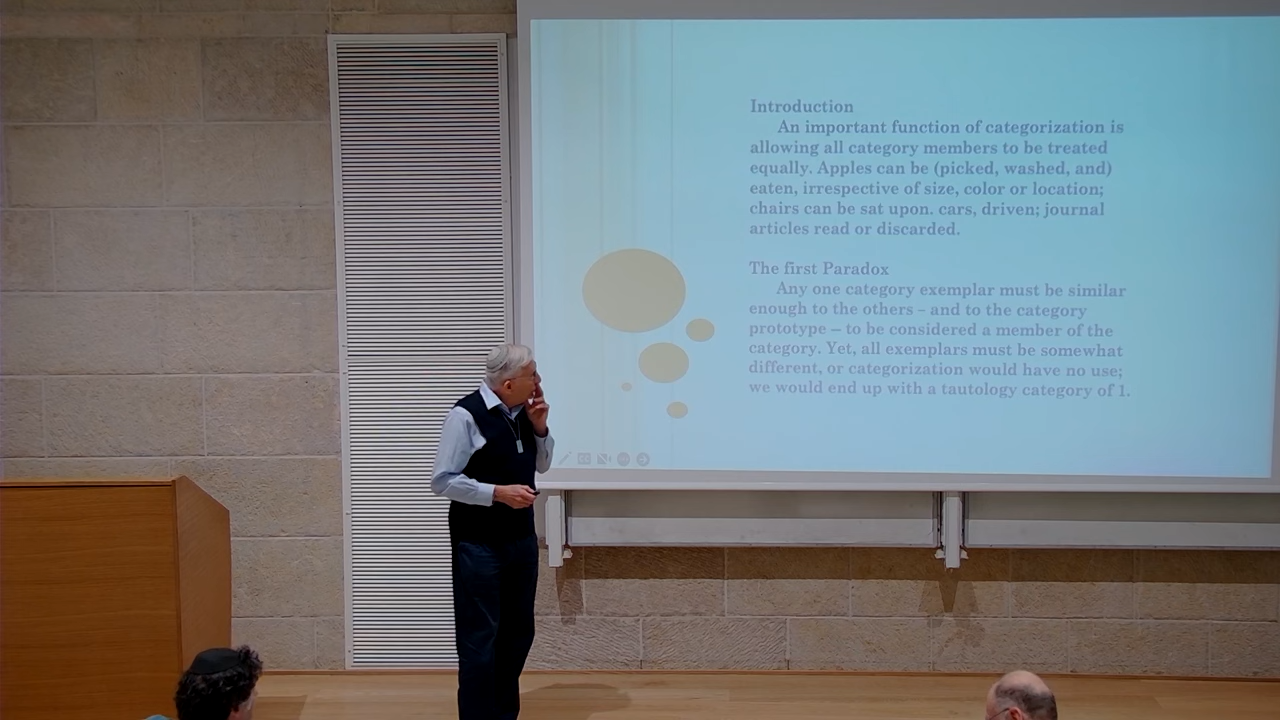 Introduction
An important function of categorization is
allowing all category members to be treated
equally. Apples can be (picked, washed, and)
eaten, irrespective of size, color or location;
chairs can be sat upon. cars, driven; journal
articles read or discarded.
The first Paradox
Any one category exemplar must be similar
enough to the others – and to the category
prototype – to be considered a member of the
category. Yet, all exemplars must be somewhat
different, or categorization would have no use;
we would end up with a tautology category of 1.